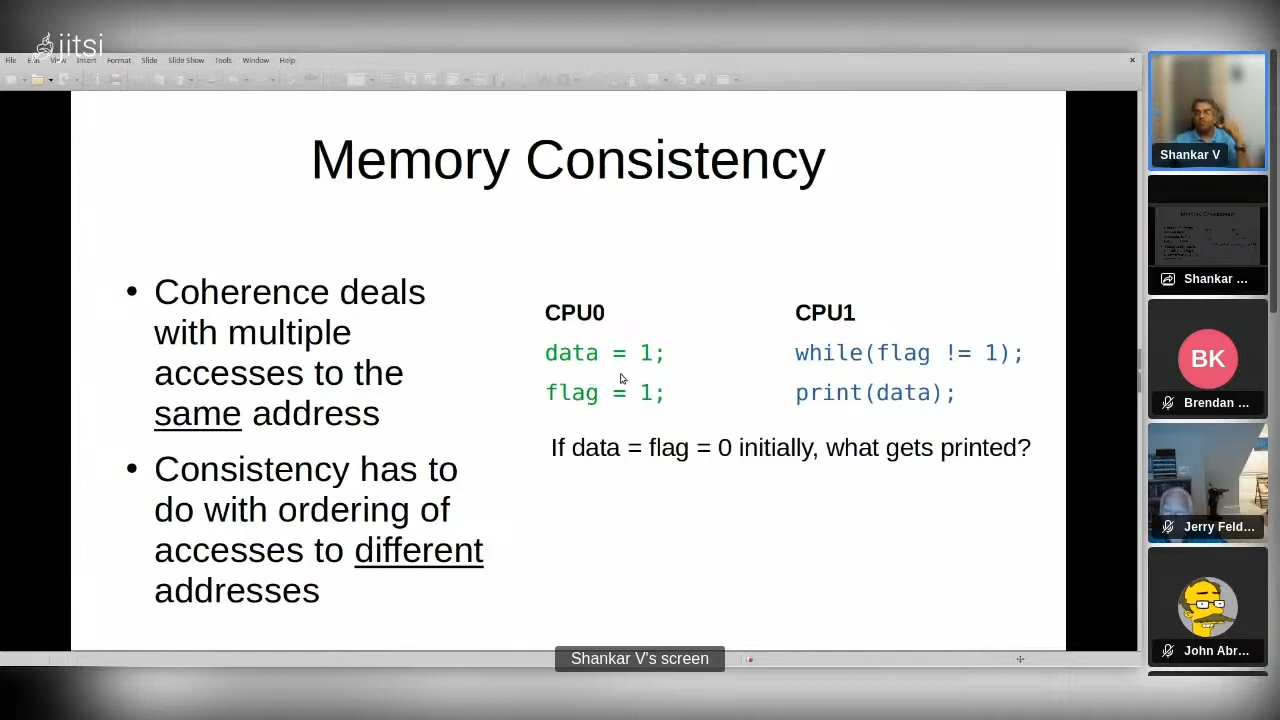 jitsi
File Edit View Insert Format Slide Slide Show Tools Window Help
Memory Consistency
• Coherence deals
with multiple
accesses to the
same address
• Consistency has to
do with ordering of
accesses to different
addresses
CPU0
data = 1;
flag = 1;
CPU1
while(flag != 1);
print(data);
If data = flag = 0 initially, what gets printed?
Shankar V's screen
Shankar V
Memory Consistency
Shankar ...
BK
Brendan ...
Jerry Feld...
John Abr...